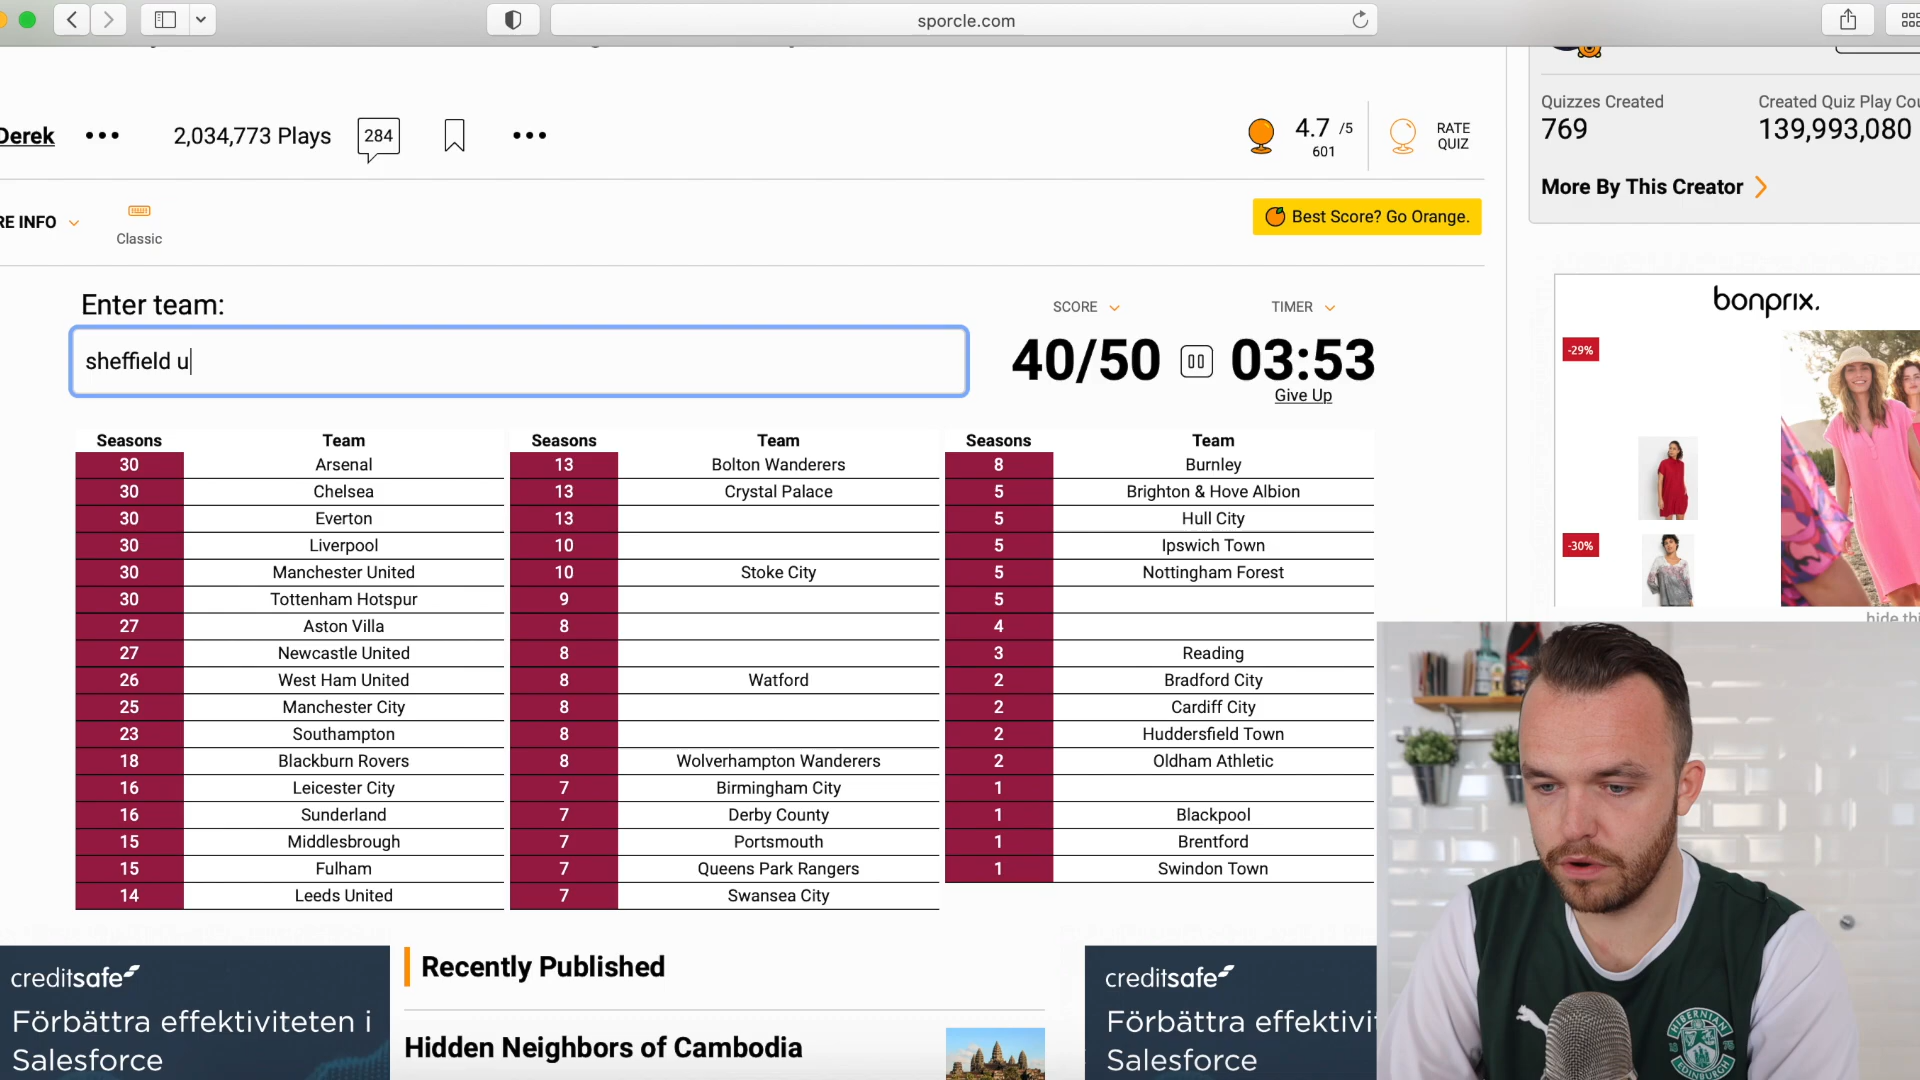 sporcle.com
Derek
2,034,773 Plays
284
4.7 /5
601
RATE
QUIZ
Quizzes Created
769
Created Quiz Play Cou
139,993,080
More By This Creator
RE INFO
Classic
Best Score? Go Orange.
Enter team:
sheffield u
SCORE
40/50
TIMER
03:53
Give Up
bonprix.
-29%
-30%
hide thi
Seasons Team Seasons Team Seasons Team
30 Arsenal 13 Bolton Wanderers 8 Burnley
30 Chelsea 13 Crystal Palace 5 Brighton & Hove Albion
30 Everton 13 5 Hull City
30 Liverpool 10 5 Ipswich Town
30 Manchester United 10 Stoke City 5 Nottingham Forest
30 Tottenham Hotspur 9 5
27 Aston Villa 8 4
27 Newcastle United 8 3 Reading
26 West Ham United 8 Watford 2 Bradford City
25 Manchester City 8 2 Cardiff City
23 Southampton 8 2 Huddersfield Town
18 Blackburn Rovers 8 Wolverhampton Wanderers 2 Oldham Athletic
16 Leicester City 7 Birmingham City 1
16 Sunderland 7 Derby County 1 Blackpool
15 Middlesbrough 7 Portsmouth 1 Brentford
15 Fulham 7 Queens Park Rangers 1 Swindon Town
14 Leeds United 7 Swansea City
creditsafe
Förbättra effektiviteten i
Salesforce
Recently Published
Hidden Neighbors of Cambodia
creditsafe
Förbättra effektivit
Salesforce
HIBERNIAN
EDINBURGH